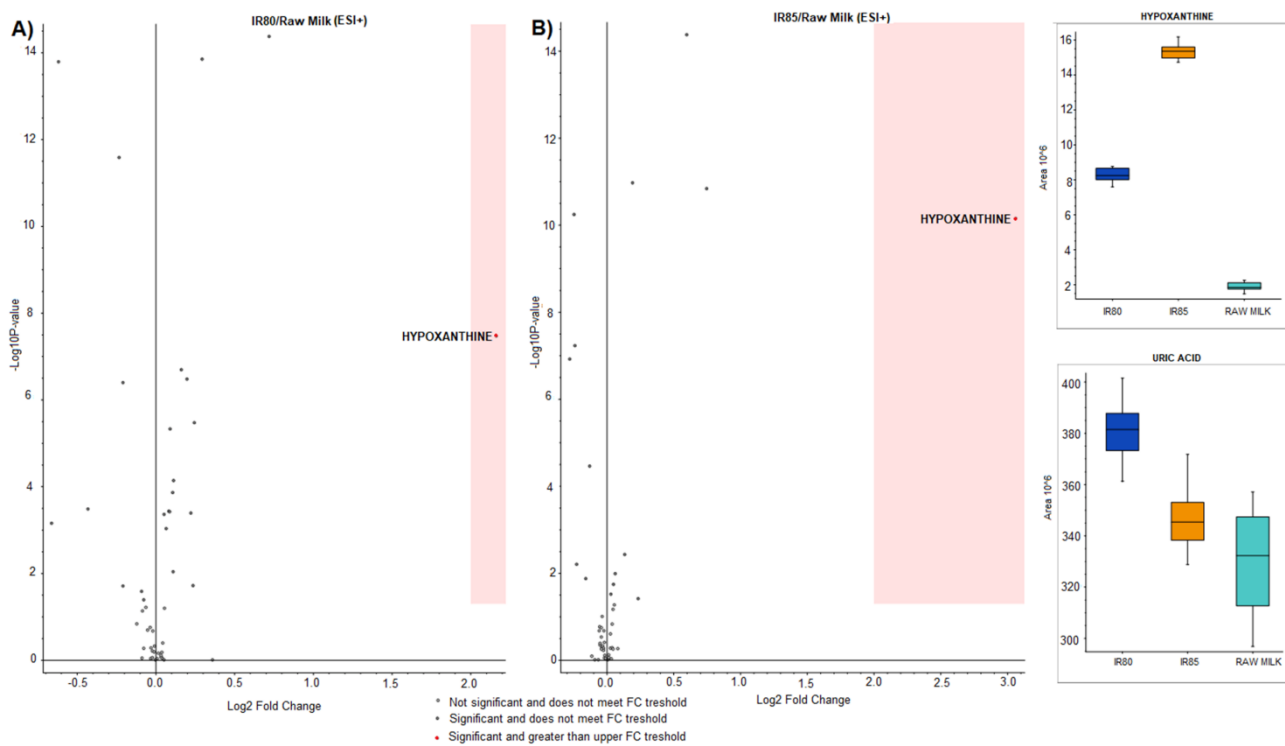 A)
IR80/Raw Milk (ESI+)
14
12
10
8
6
4
2
0
-Log10P-value
HYPOXANTHINE
-0.5
0.0
0.5
1.0
1.5
2.0
Log2 Fold Change
B)
IR85/Raw Milk (ESI+)
14
12
10
8
6
4
2
0
-Log10P-value
HYPOXANTHINE
0.0
0.5
1.0
1.5
2.0
2.5
3.0
Log2 Fold Change
Not significant and does not meet FC treshold
Significant and does not meet FC treshold
Significant and greater than upper FC treshold
HYPOXANTHINE
16
14
12
10
8
6
4
2
Area 10^6
IR80
IR85
RAW MILK
URIC ACID
400
380
360
340
320
300
Area 10^6
IR80
IR85
RAW MILK